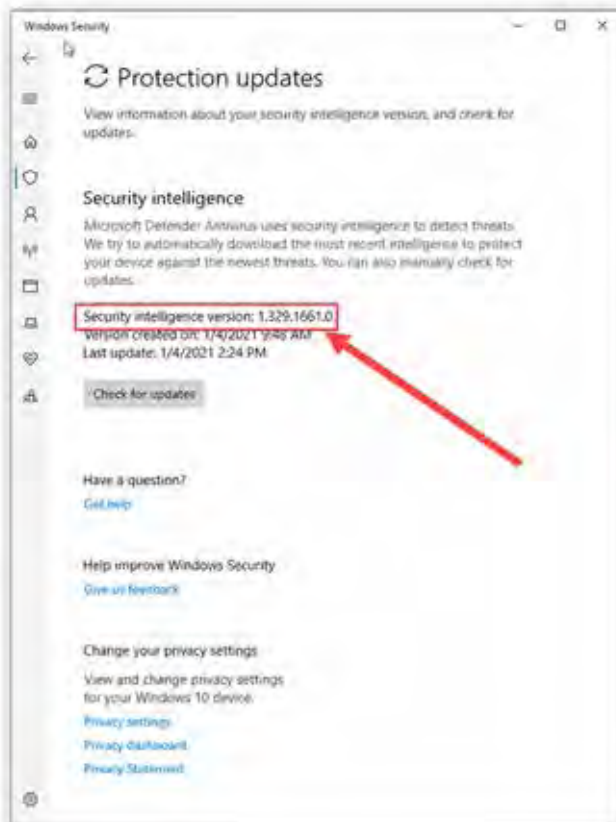 Windows Security
Protection updates
View information about your security intelligence version, and check for
updates.
Security intelligence
Microsoft Defender Antivirus uses security intelligence to detect threats.
We try to automatically download the most recent intelligence to protect
your device against the newest threats. You can also manually check for
updates.
Security intelligence version: 1.329.1661.0
Version created on: 1/4/2021 9:48 AM
Last update: 1/4/2021 2:24 PM
Check for updates
Have a question?
Get help
Help improve Windows Security
Give us feedback
Change your privacy settings
View and change privacy settings
for your Windows 10 device.
Privacy settings
Privacy dashboard
Privacy Statement